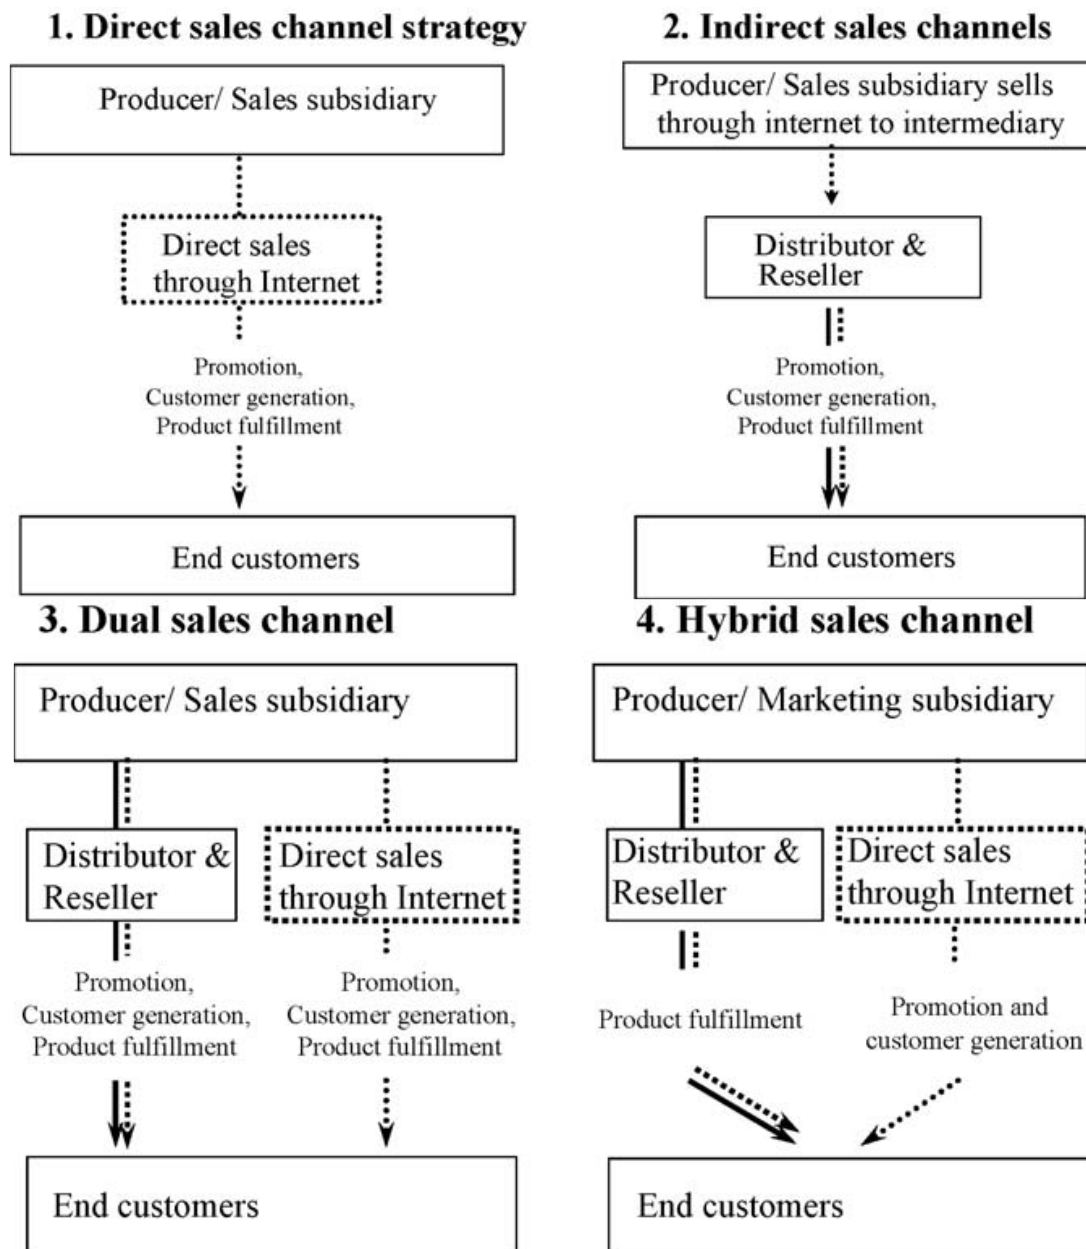 1. Direct sales channel strategy
Producer/ Sales subsidiary
Direct sales
through Internet
Promotion,
Customer generation,
Product fulfillment
End customers
2. Indirect sales channels
Producer/ Sales subsidiary sells
through internet to intermediary
Distributor &
Reseller
Promotion,
Customer generation,
Product fulfillment
End customers
3. Dual sales channel
Producer/ Sales subsidiary
Distributor &
Reseller
Direct sales
through Internet
Promotion,
Customer generation,
Product fulfillment
Promotion,
Customer generation,
Product fulfillment
End customers
4. Hybrid sales channel
Producer/ Marketing subsidiary
Distributor &
Reseller
Direct sales
through Internet
Product fulfillment
Promotion and
customer generation
End customers